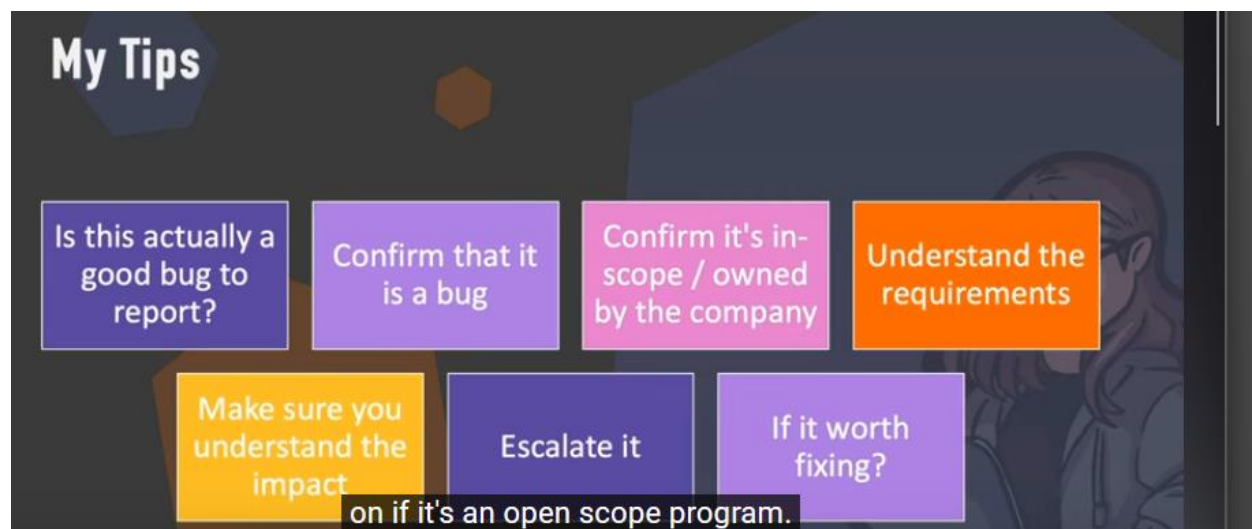 My Tips
Is this actually a
good bug to
report?
Confirm that it
is a bug
Confirm it's in-
scope / owned
by the company
Understand the
requirements
Make sure you
understand the
impact
Escalate it
If it worth
fixing?
on if it's an open scope program.